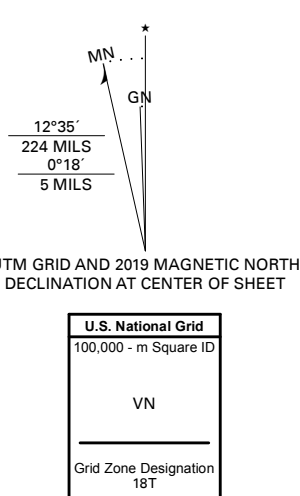 ★
MN
GN
12°35´
224 MILS
0°18´
5 MILS
UTM GRID AND 2019 MAGNETIC NORTH
DECLINATION AT CENTER OF SHEET
U.S. National Grid
100,000 - m Square ID
VN
Grid Zone Designation
18T